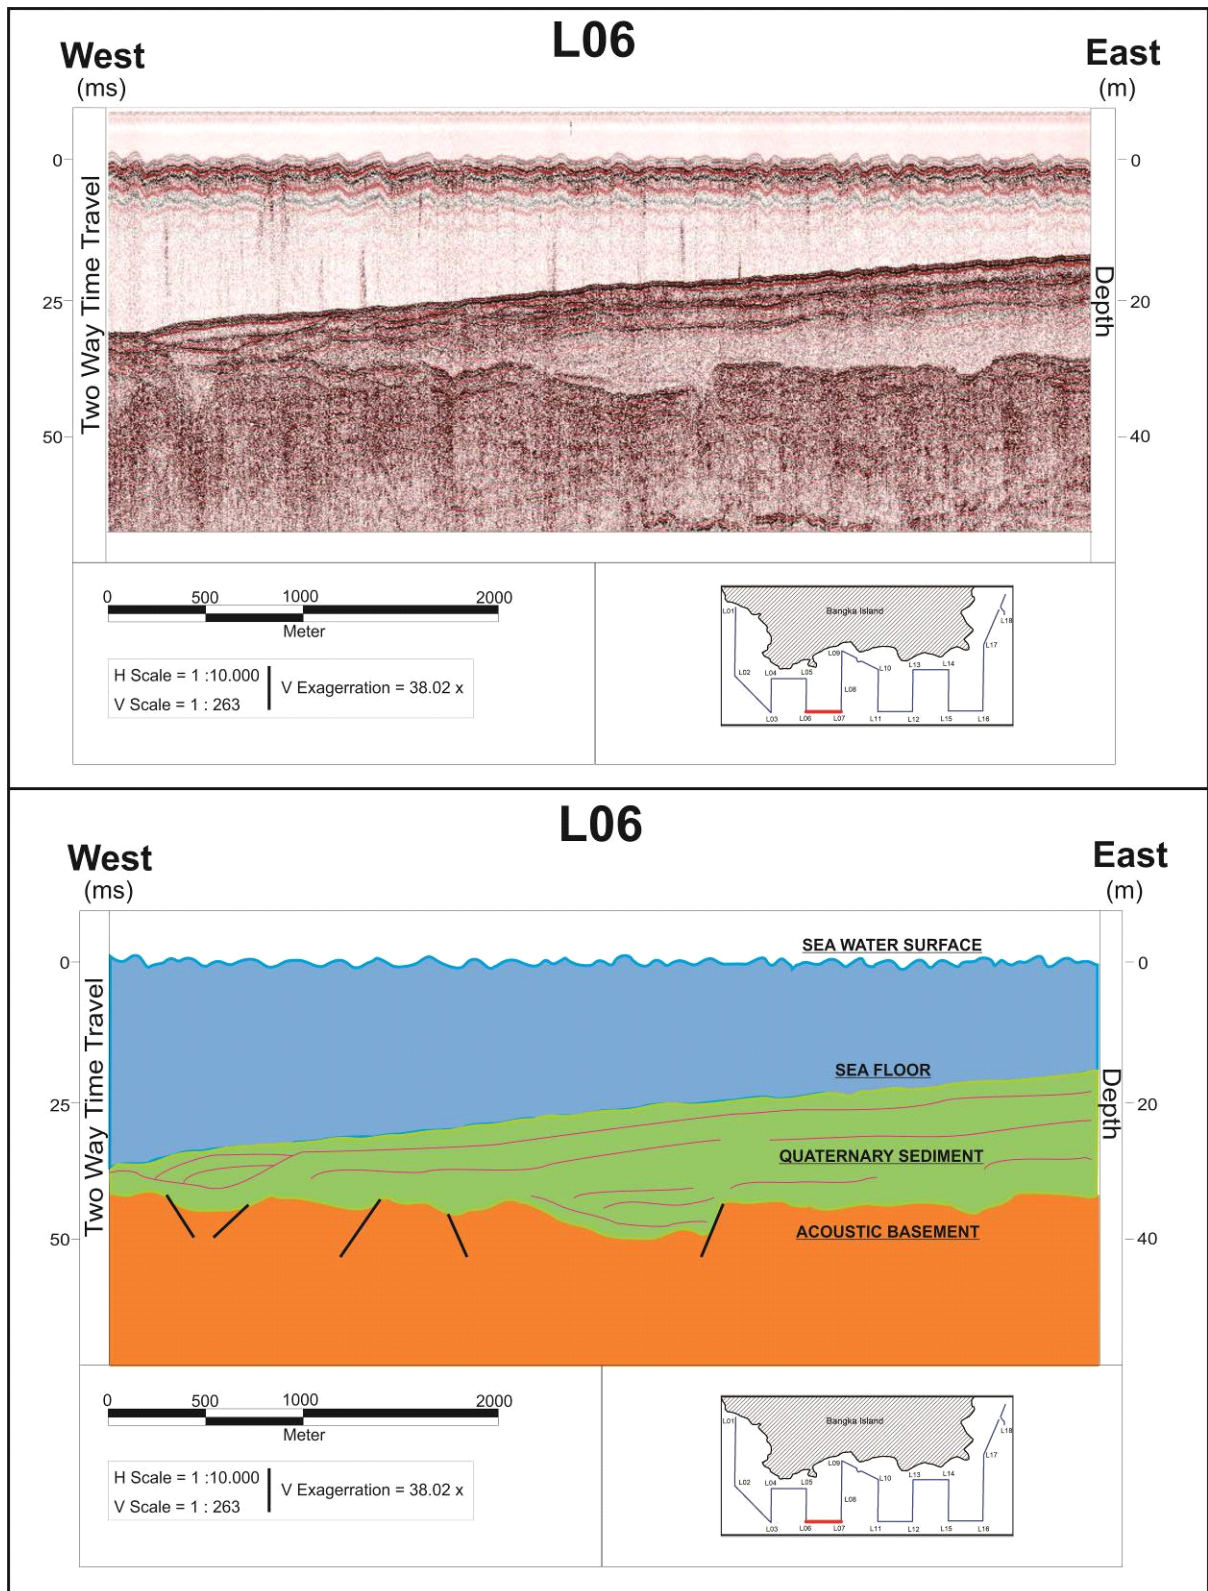 L06
West
East
(ms)
(m)
0
0
Two Way Time Travel
Depth
25
20
50
40
0 500 1000 2000
Meter
H Scale = 1 :10.000
V Scale = 1 : 263
V Exagerration = 38.02 x
Bangka Island
L01
L18
L17
L09
L02
L04
L05
L10
L13
L14
L08
L03
L06
L07
L11
L12
L15
L16
L06
West
East
(ms)
(m)
SEA WATER SURFACE
0
0
Two Way Time Travel
Depth
SEA FLOOR
25
20
QUATERNARY SEDIMENT
ACOUSTIC BASEMENT
50
40
0 500 1000 2000
Meter
H Scale = 1 :10.000
V Scale = 1 : 263
V Exagerration = 38.02 x
Bangka Island
L01
L18
L17
L09
L02
L04
L05
L10
L13
L14
L08
L03
L06
L07
L11
L12
L15
L16